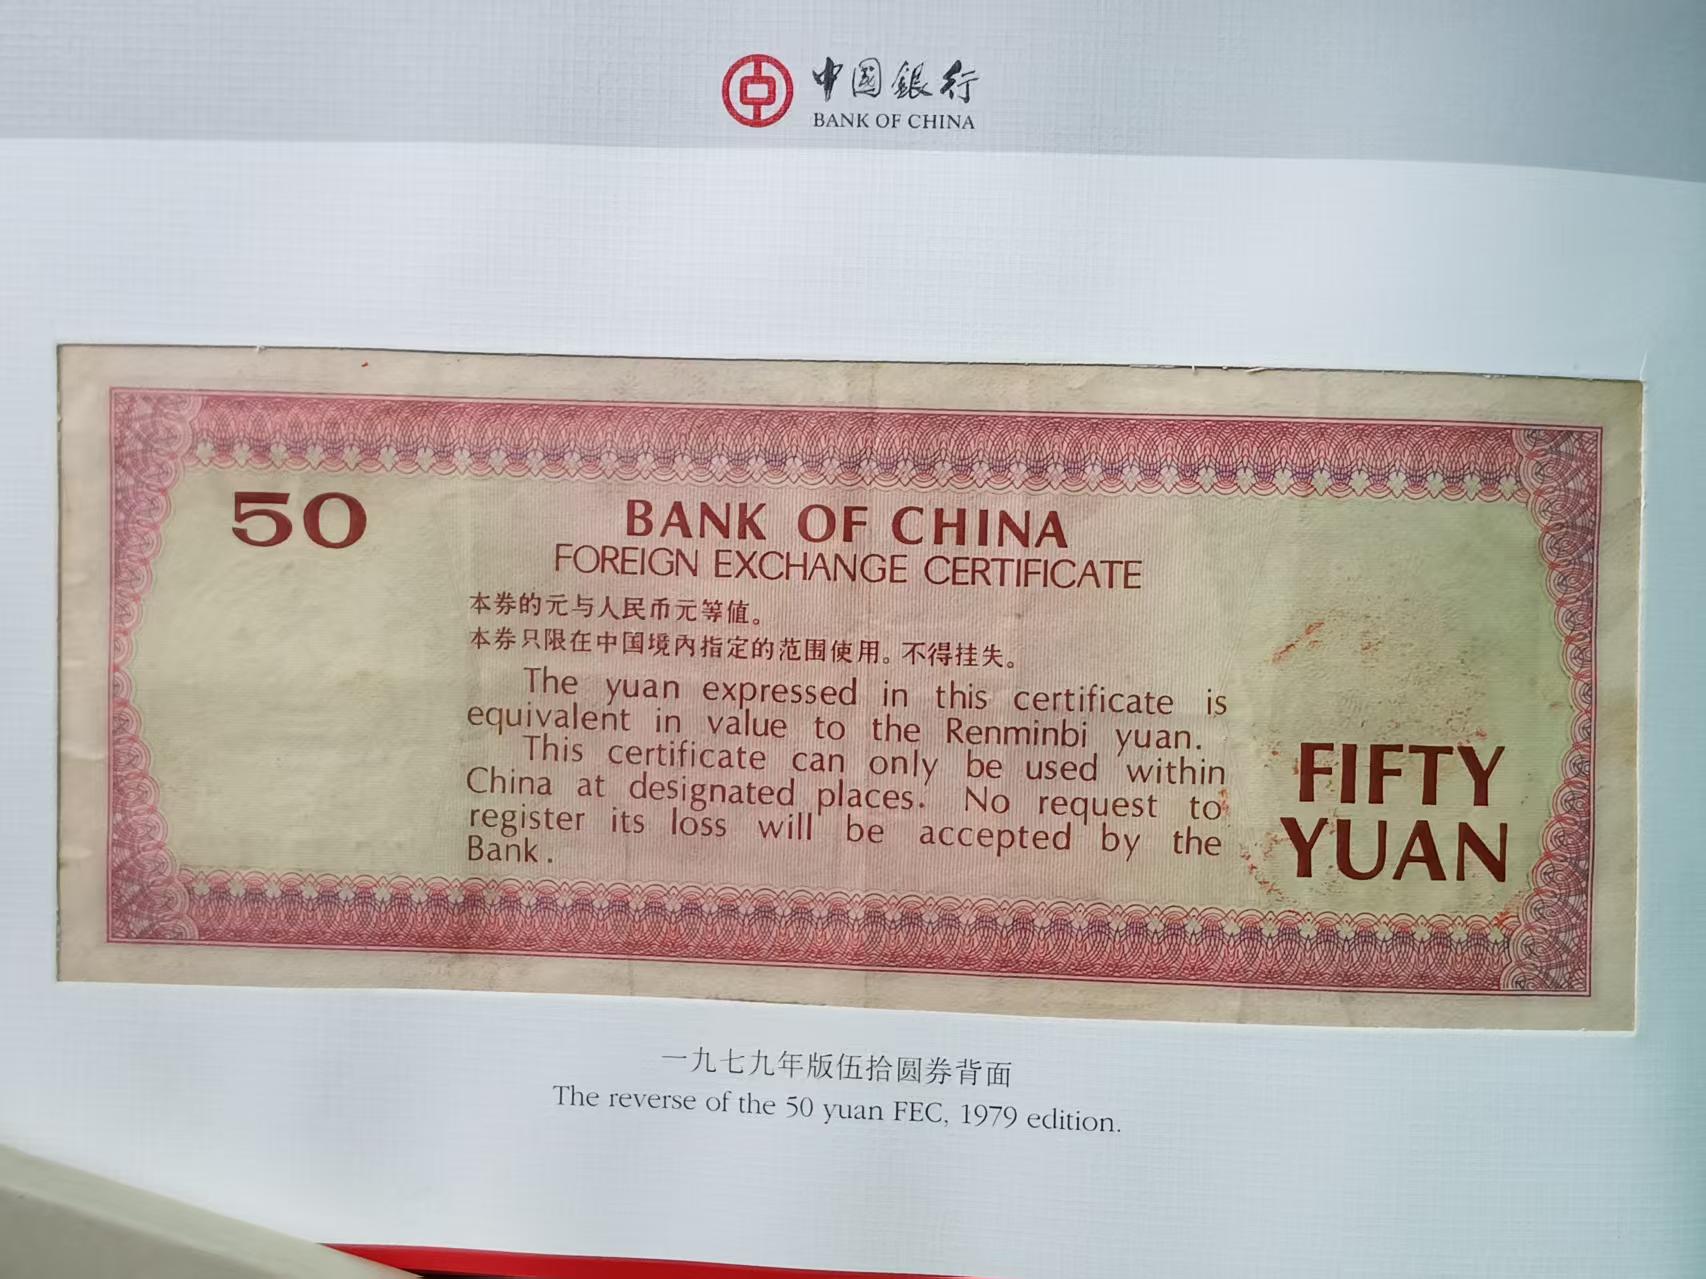 中國銀行
BANK OF CHINA
50
BANK OF CHINA
FOREIGN EXCHANGE CERTIFICATE
本券的元与人民币元等值。
本券只限在中国境内指定的范围使用。不得挂失。
The yuan expressed in this certificate is
equivalent in value to the Renminbi yuan.
This certificate can only be used within
China at designated places. No request to
register its loss will be accepted by the
Bank.
FIFTY
YUAN
一九七九年版伍拾圆券背面
The reverse of the 50 yuan FEC, 1979 edition.